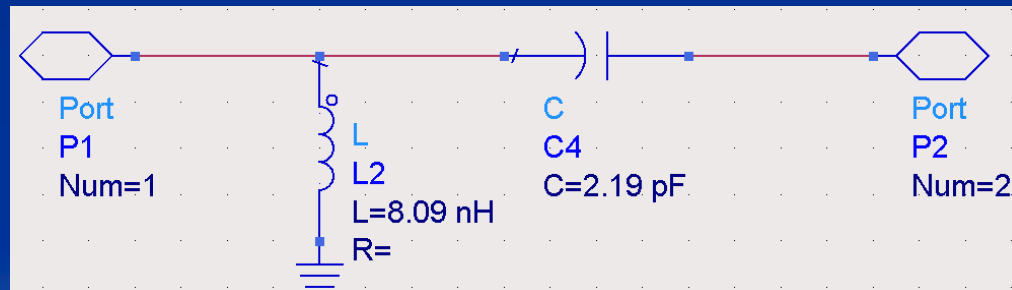 Port
P1
Num=1
L
L2
L=8.09 nH
R=
C
C4
C=2.19 pF
Port
P2
Num=2